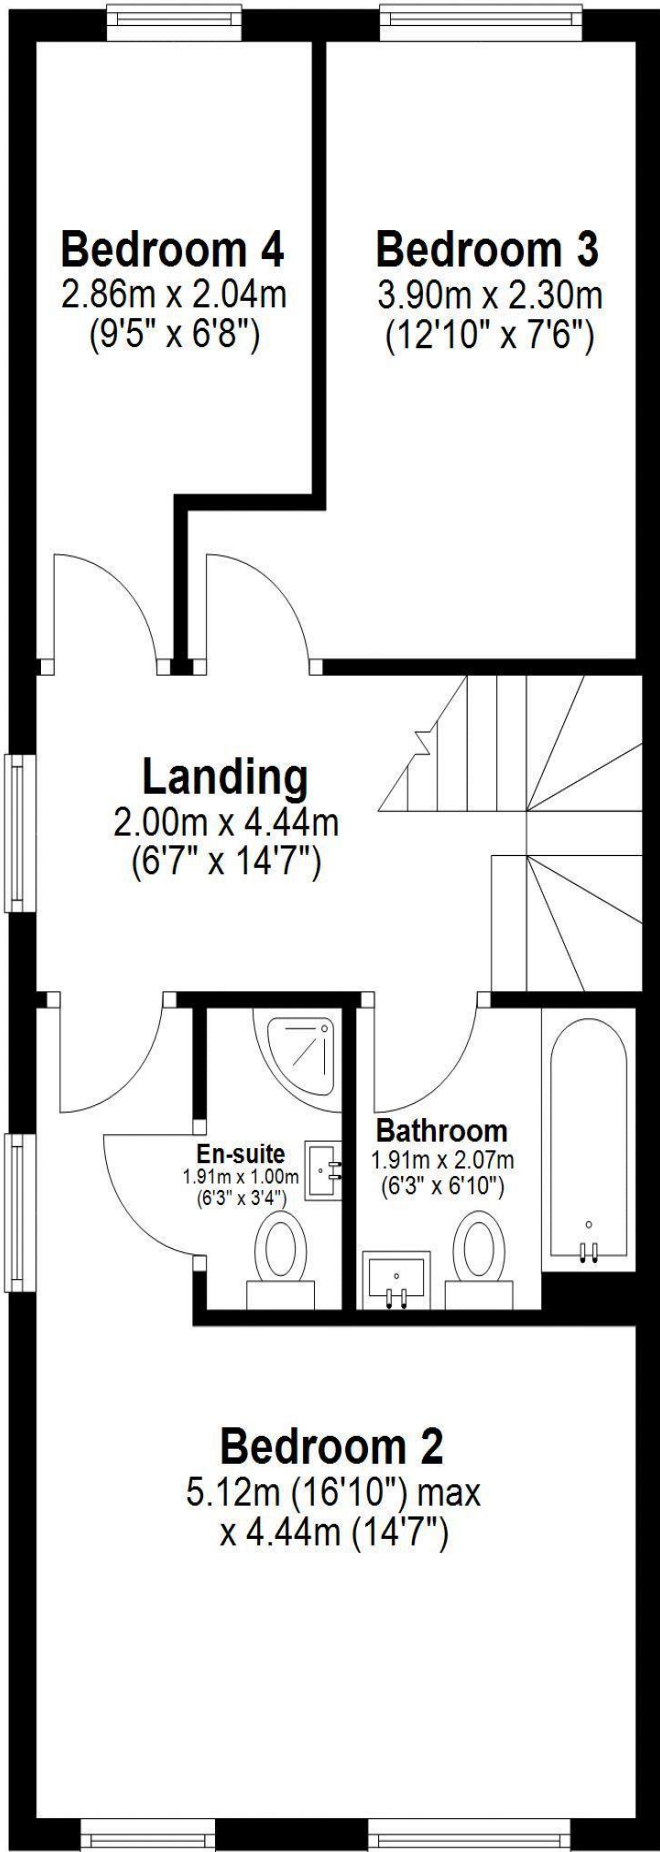 Bedroom 4
2.86m x 2.04m
(9'5" x 6'8")
Bedroom 3
3.90m x 2.30m
(12'10" x 7'6")
Landing
2.00m x 4.44m
(6'7" x 14'7")
En-suite
1.91m x 1.00m
(6'3" x 3'4")
Bathroom
1.91m x 2.07m
(6'3" x 6'10")
Bedroom 2
5.12m (16'10") max
x 4.44m (14'7")